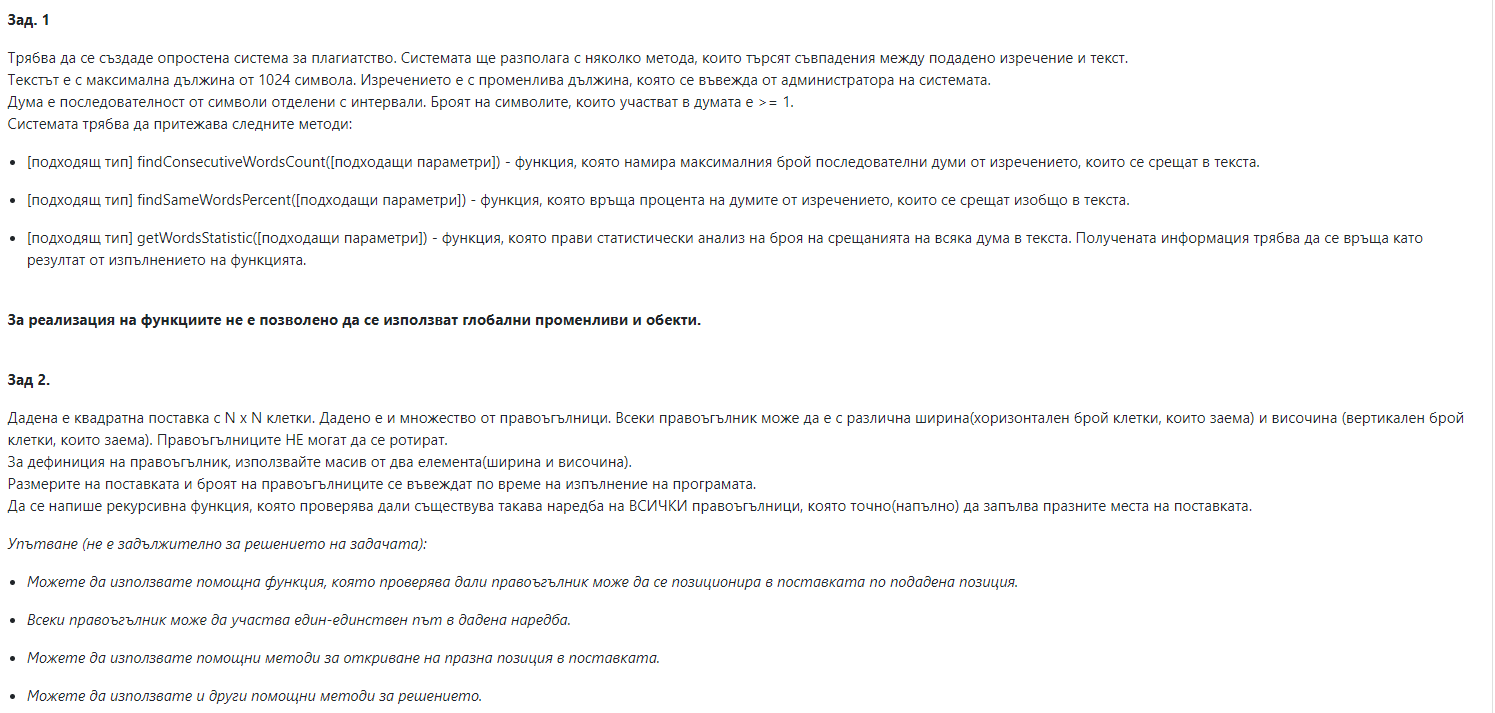 Зад. 1
Трябва да се създаде опростена система за плагиатство. Системата ще разполага с няколко метода, които търсят съвпадения между подадено изречение и текст.
Текстът е с максимална дължина от 1024 символа. Изречението е с променлива дължина, която се въвежда от администратора на системата.
Дума е последователност от символи отделени с интервали. Броят на символите, които участват в думата е >= 1.
Системата трябва да притежава следните методи:
• [подходящ тип] findConsecutiveWordsCount([подходащи параметри]) - функция, която намира максималния брой последователни думи от изречението, които се срещат в текста.
• [подходящ тип] findSameWordsPercent([подходащи параметри]) - функция, която връща процента на думите от изречението, които се срещат изобщо в текста.
• [подходящ тип] getWordsStatistic([подходащи параметри]) - функция, която прави статистически анализ на броя на срещанията на всяка дума в текста. Получената информация трябва да се връща като
резултат от изпълнението на функцията.
За реализация на функциите не е позволено да се използват глобални променливи и обекти.
Зад 2.
Дадена е квадратна поставка с N x N клетки. Дадено е и множество от правоъгълници. Всеки правоъгълник може да е с различна ширина(хоризонтален брой клетки, които заема) и височина (вертикален брой
клетки, които заема). Правоъгълниците НЕ могат да се ротират.
За дефиниция на правоъгълник, използвайте масив от два елемента(ширина и височина).
Размерите на поставката и броят на правоъгълниците се въвеждат по време на изпълнение на програмата.
Да се напише рекурсивна функция, която проверява дали съществува такава наредба на ВСИЧКИ правоъгълници, която точно(напълно) да запълва празните места на поставката.
Упътване (не е задължително за решението на задачата):
• Можете да използвате помощна функция, която проверява дали правоъгълник може да се позиционира в поставката по подадена позиция.
• Всеки правоъгълник може да участва един-единствен път в дадена наредба.
• Можете да използвате помощни методи за откриване на празна позиция в поставката.
• Можете да използвате и други помощни методи за решението.